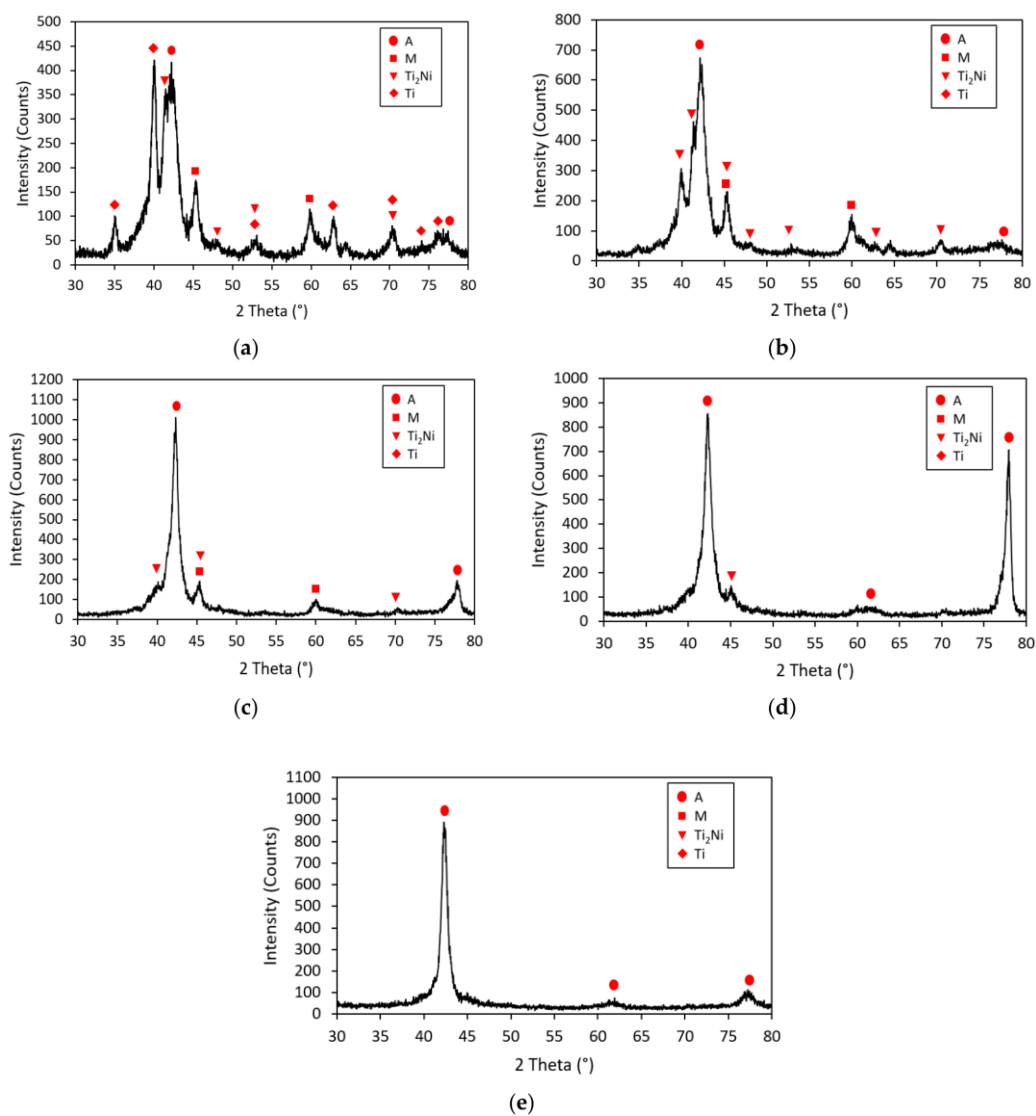 500
450
400
350
300
250
200
150
100
50
0
Intensity (Counts)
30 35 40 45 50 55 60 65 70 75 80
2 Theta (°)
A
M
Ti₂Ni
Ti
(a)
800
700
600
500
400
300
200
100
0
Intensity (Counts)
30 35 40 45 50 55 60 65 70 75 80
2 Theta (°)
A
M
Ti₂Ni
Ti
(b)
1200
1100
1000
900
800
700
600
500
400
300
200
100
0
Intensity (Counts)
30 35 40 45 50 55 60 65 70 75 80
2 Theta (°)
A
M
Ti₂Ni
Ti
(c)
1000
900
800
700
600
500
400
300
200
100
0
Intensity (Counts)
30 35 40 45 50 55 60 65 70 75 80
2 Theta (°)
A
M
Ti₂Ni
Ti
(d)
1100
1000
900
800
700
600
500
400
300
200
100
0
Intensity (Counts)
30 35 40 45 50 55 60 65 70 75 80
2 Theta (°)
A
M
Ti₂Ni
Ti
(e)